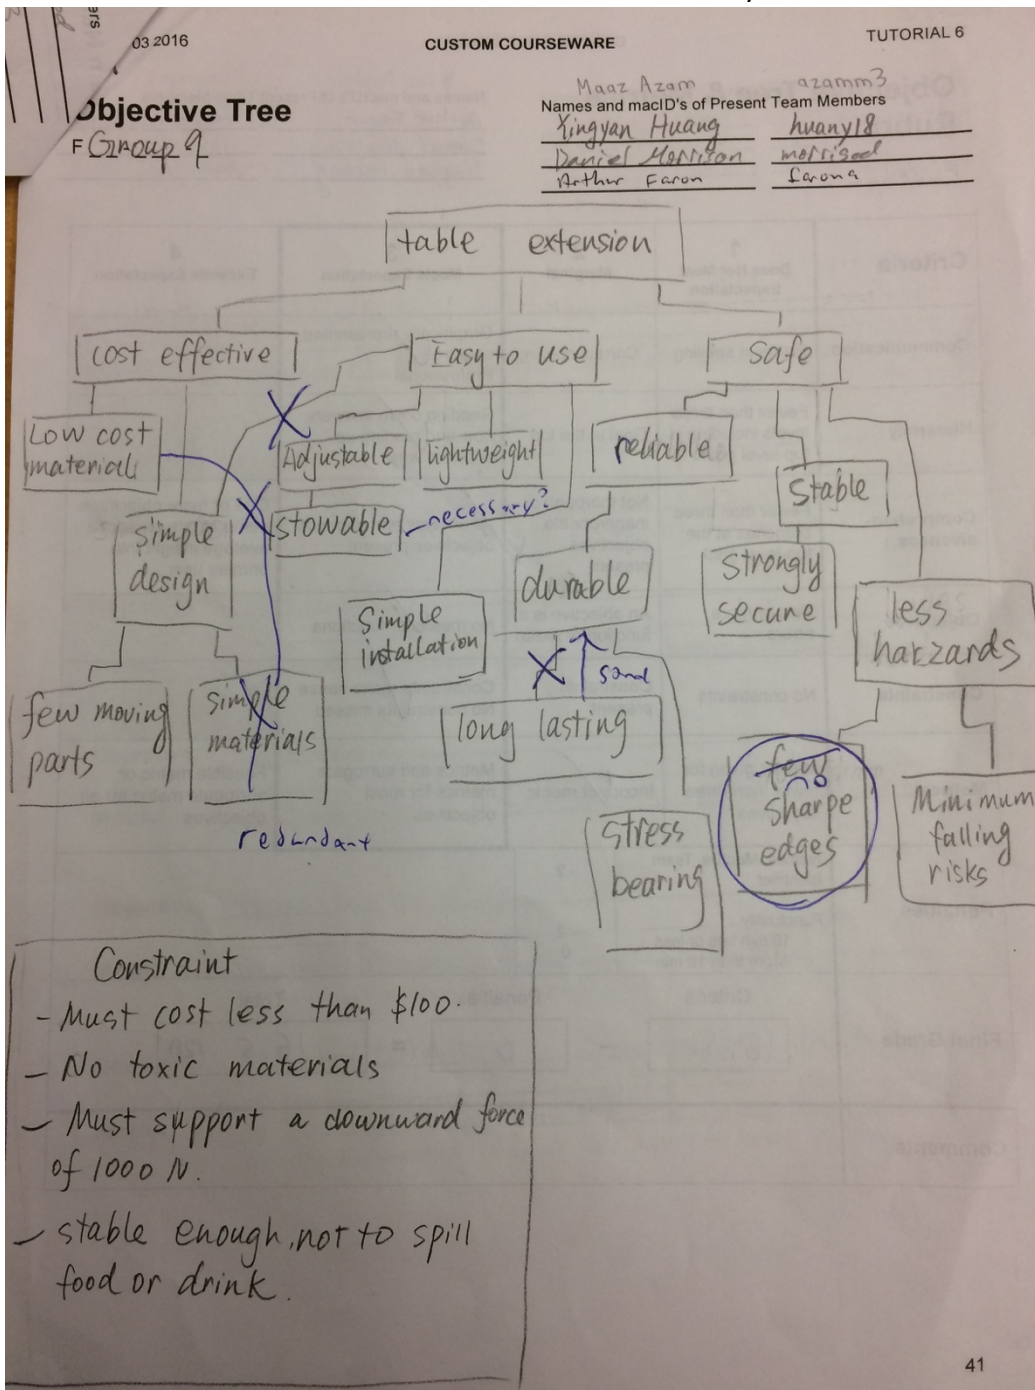 03 2016 CUSTOM COURSEWARE TUTORIAL 6
Objective Tree
Group 9
Maaz Azam azamm3
Names and macID's of Present Team Members
Xingyan Huang huany18
Daniel Morrison
Arthur Faron farona
table extension
cost effective
Easy to use
Safe
Low cost
materials
Adjustable
lightweight
reliable
Stable
stowable
necessary?
simple
design
Simple
installation
durable
Strongly
secure
less
harzards
few moving
parts
simple
materials
redundant
long lasting
stress
bearing
few
no
sharpe
edges
Minimum
falling
risks
Constraint
- Must cost less than $100.
- No toxic materials
- Must support a downward force
of 1000 N.
- stable enough, not to spill
food or drink.
41